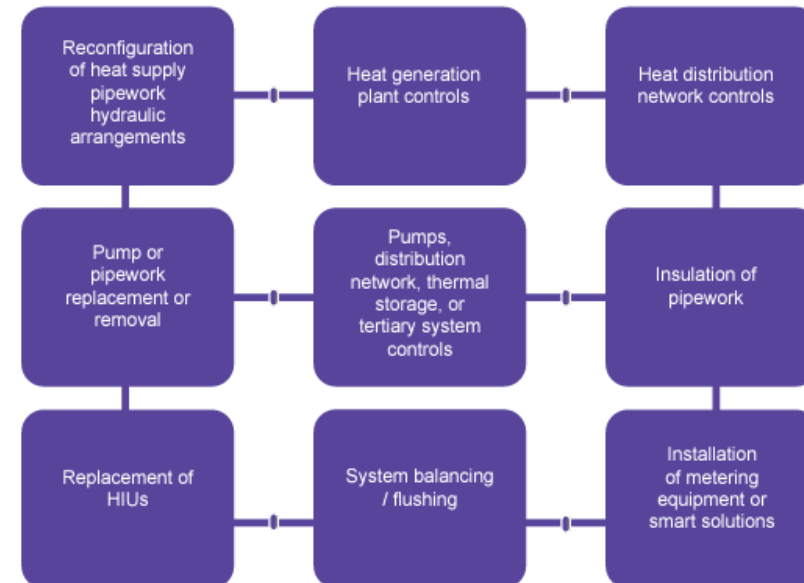 Reconfiguration
of heat supply
pipework
hydraulic
arrangements
Heat generation
plant controls
Heat distribution
network controls
Pump or
pipework
replacement or
removal
Pumps,
distribution
network, thermal
storage, or
tertiary system
controls
Insulation of
pipework
Replacement of
HIUs
System balancing
/ flushing
Installation
of metering
equipment or
smart solutions